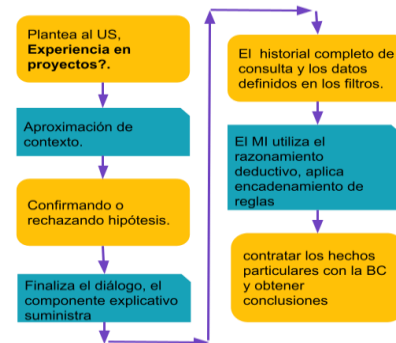 Plantea al US,
Experiencia en
proyectos?.
Aproximación de
contexto.
Confirmando o
rechazando hipótesis.
Finaliza el diálogo, el
componente explicativo
suministra
El  historial completo de
consulta y los datos
definidos en los filtros.
El MI utiliza el
razonamiento
deductivo, aplica
encadenamiento de
reglas
contratar los hechos
particulares con la BC
y obtener
conclusiones